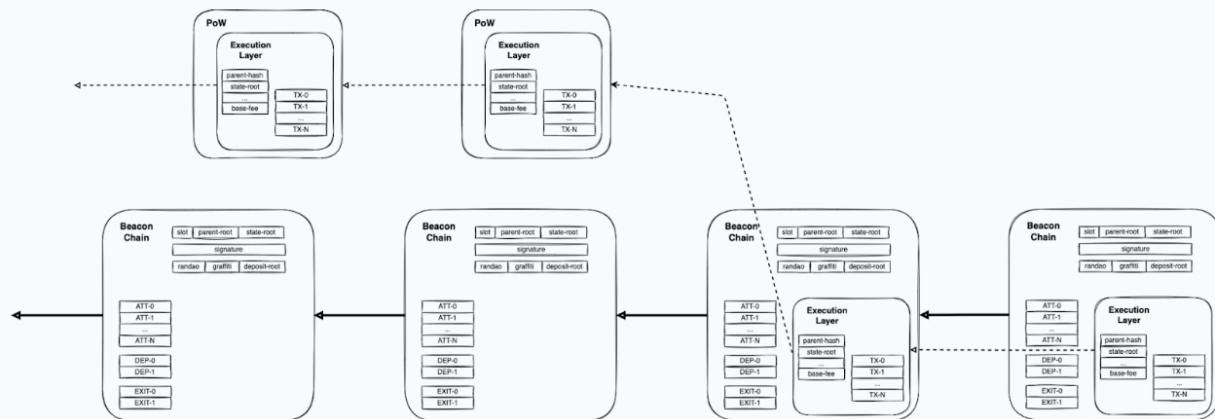 PoW
Execution
Layer
parent-hash
state-root
...
base-fee
TX-0
TX-1
...
TX-N
PoW
Execution
Layer
parent-hash
state-root
...
base-fee
TX-0
TX-1
...
TX-N
Beacon
Chain
slot parent-root state-root
signature
randao graffiti deposit-root
ATT-0
ATT-1
...
ATT-N
DEP-0
DEP-1
EXIT-0
EXIT-1
Beacon
Chain
slot parent-root state-root
signature
randao graffiti deposit-root
ATT-0
ATT-1
...
ATT-N
DEP-0
DEP-1
EXIT-0
EXIT-1
Beacon
Chain
slot parent-root state-root
signature
randao graffiti deposit-root
ATT-0
ATT-1
...
ATT-N
DEP-0
DEP-1
EXIT-0
EXIT-1
Execution
Layer
parent-hash
state-root
...
base-fee
TX-0
TX-1
...
TX-N
Beacon
Chain
slot parent-root state-root
signature
randao graffiti deposit-root
ATT-0
ATT-1
...
ATT-N
DEP-0
DEP-1
EXIT-0
EXIT-1
Execution
Layer
parent-hash
state-root
...
base-fee
TX-0
TX-1
...
TX-N